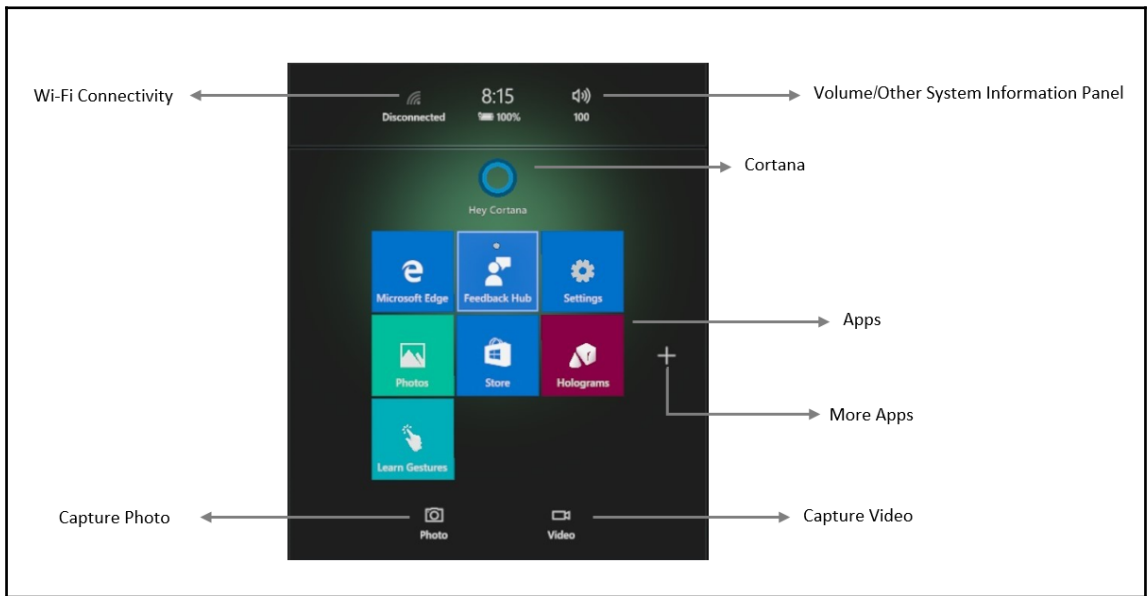 Wi-Fi Connectivity
8:15
Volume/Other System Information Panel
Disconnected
100%
100
Cortana
Hey Cortana
Microsoft Edge
Feedback Hub
Settings
Apps
Photos
Store
Holograms
More Apps
Learn Gestures
Capture Photo
Capture Video
Photo
Video